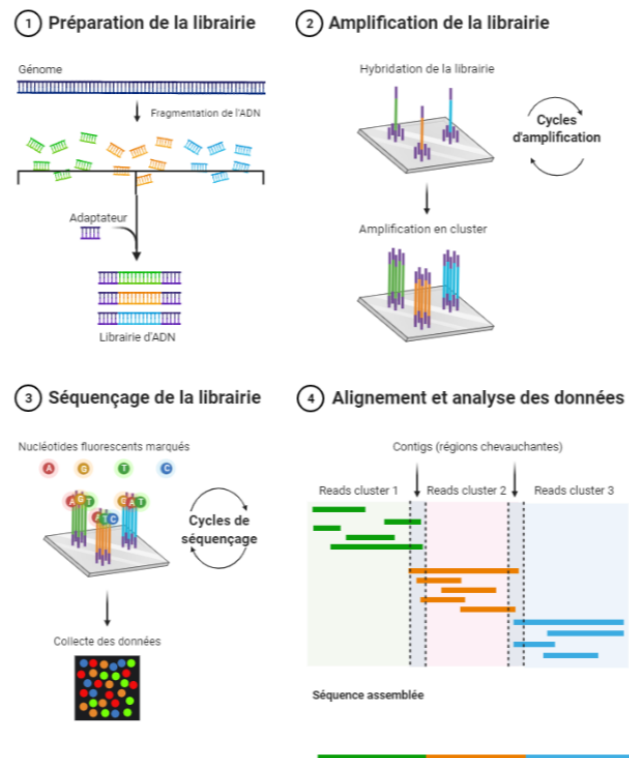 1 Préparation de la librairie
Génome
Fragmentation de l'ADN
Adaptateur
Librairie d'ADN
2 Amplification de la librairie
Hybridation de la librairie
Cycles
d'amplification
Amplification en cluster
3 Séquençage de la librairie
Nucléotides fluorescents marqués
A G T C
A G T
A T C
G A T
Cycles de
séquençage
Collecte des données
4 Alignement et analyse des données
Contigs (régions chevauchantes)
Reads cluster 1 Reads cluster 2 Reads cluster 3
Séquence assemblée